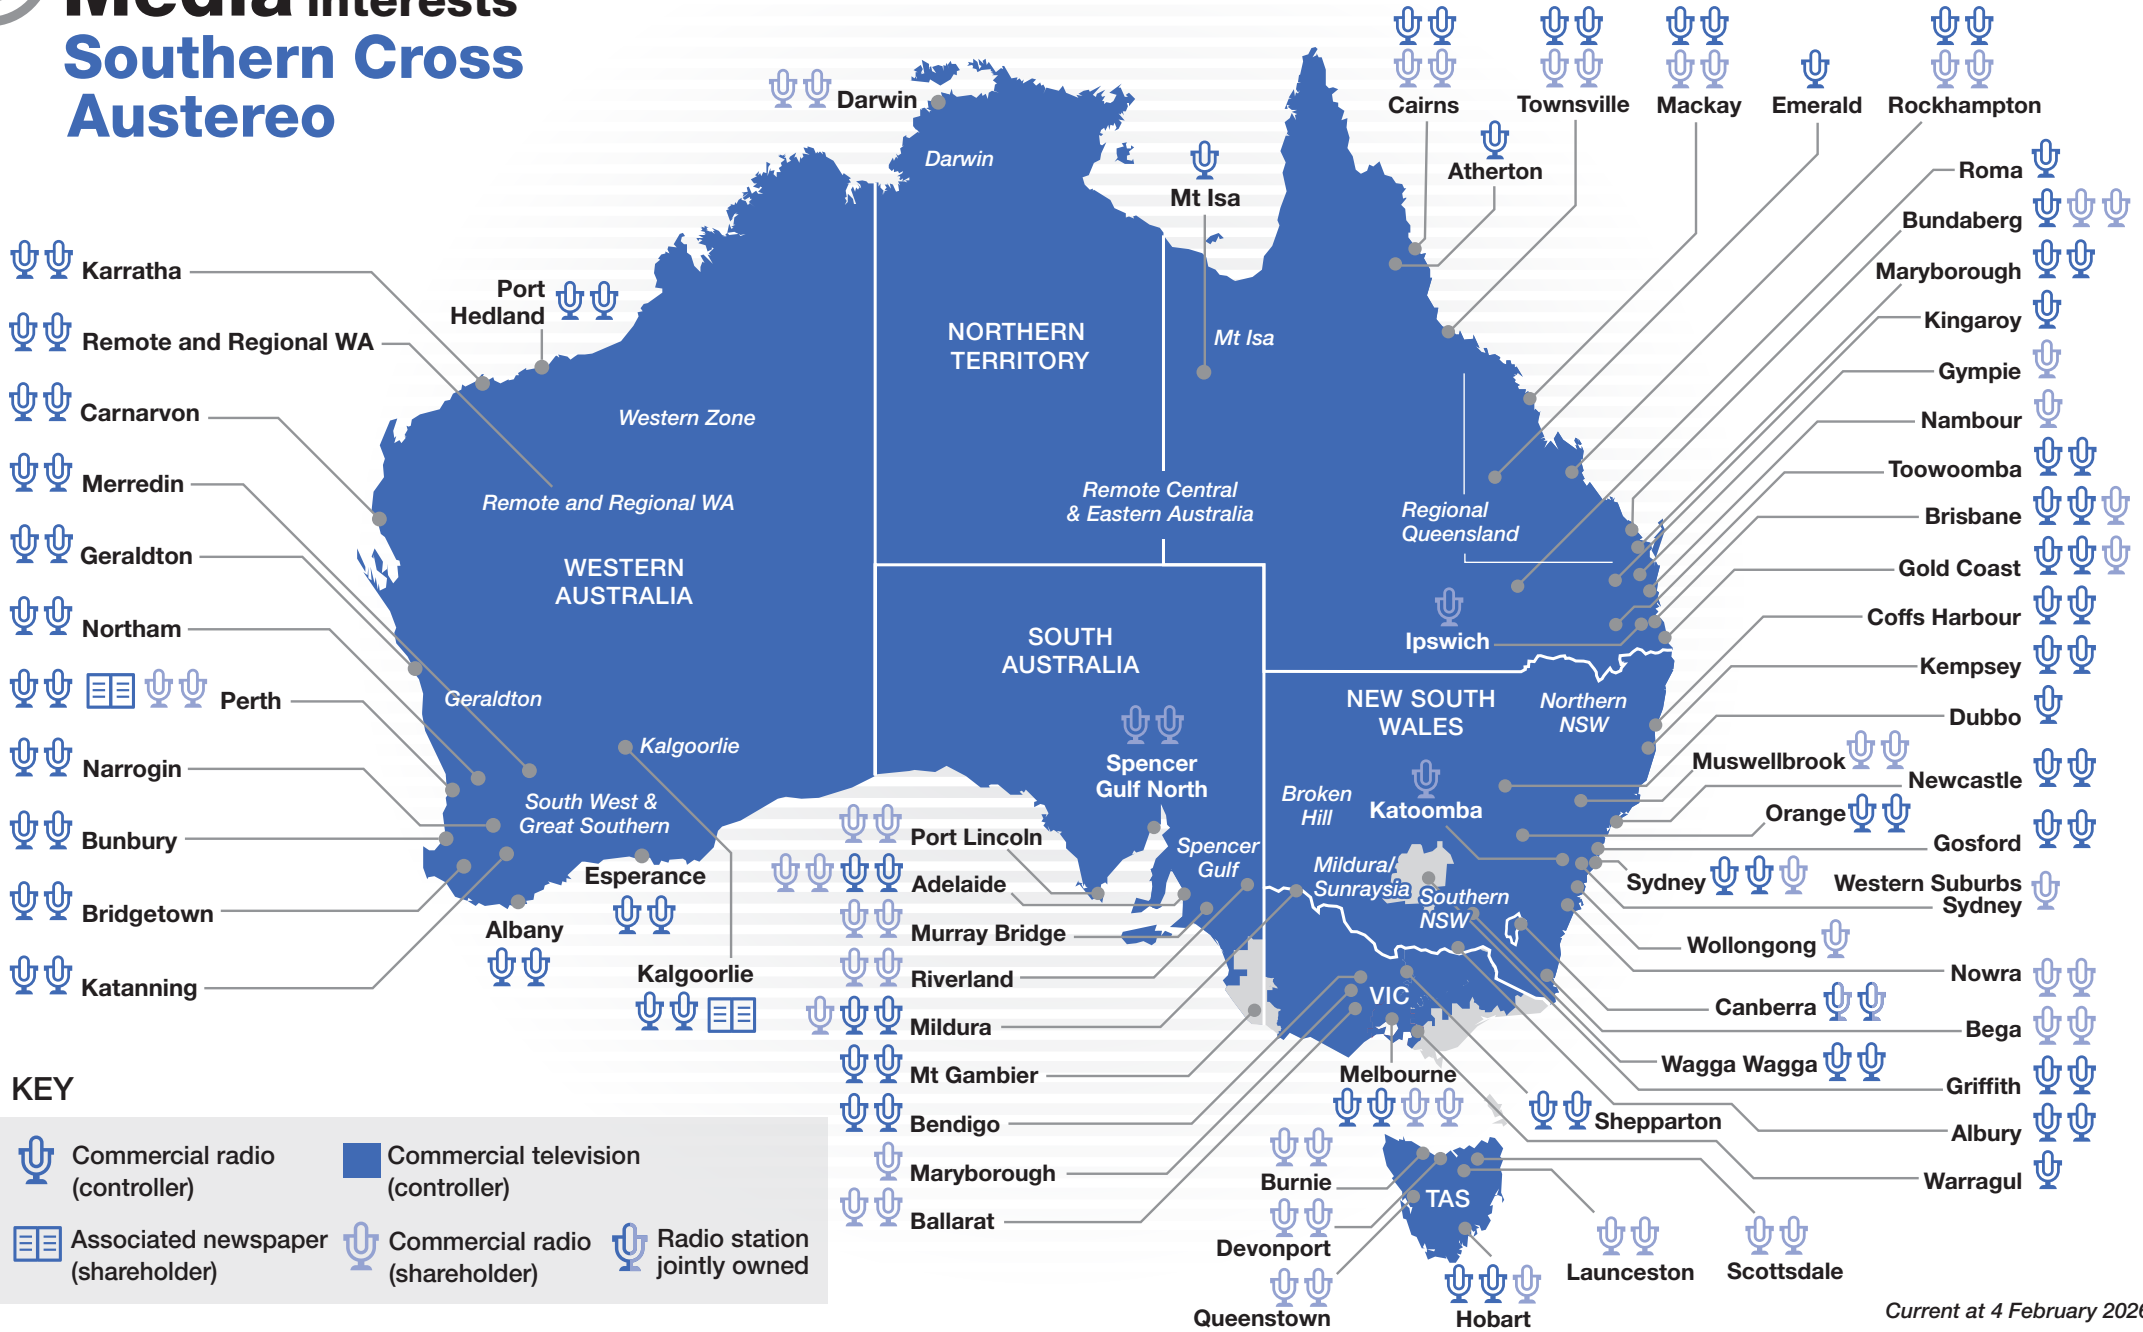 Media interests
Southern Cross
Austereo
Darwin
Darwin
Mt Isa
Cairns
Townsville
Mackay
Emerald
Rockhampton
Atherton
Roma
Bundaberg
Maryborough
Kingaroy
Gympie
Nambour
Toowoomba
Brisbane
Gold Coast
Coffs Harbour
Kempsey
Dubbo
Muswellbrook
Newcastle
Orange
Gosford
Sydney
Western Suburbs
Sydney
Wollongong
Nowra
Canberra
Bega
Wagga Wagga
Griffith
Shepparton
Albury
Warragul
Karratha
Port
Hedland
Remote and Regional WA
Carnarvon
Merredin
Geraldton
Northam
Perth
Narrogin
Bunbury
Bridgetown
Katanning
Western Zone
Remote and Regional WA
WESTERN
AUSTRALIA
Geraldton
Kalgoorlie
South West &
Great Southern
Esperance
Albany
Kalgoorlie
NORTHERN
TERRITORY
Mt Isa
Remote Central
& Eastern Australia
Regional
Queensland
Ipswich
SOUTH
AUSTRALIA
Spencer
Gulf North
NEW SOUTH
WALES
Northern
NSW
Broken
Hill
Katoomba
Spencer
Gulf
Mildura/
Sunraysia
Southern
NSW
Port Lincoln
Adelaide
Murray Bridge
Riverland
Mildura
Mt Gambier
Bendigo
Maryborough
Ballarat
VIC
Melbourne
Burnie
Devonport
Queenstown
TAS
Hobart
Launceston
Scottsdale
KEY
Commercial radio
(controller)
Commercial television
(controller)
Associated newspaper
(shareholder)
Commercial radio
(shareholder)
Radio station
jointly owned
Current at 4 February 2026